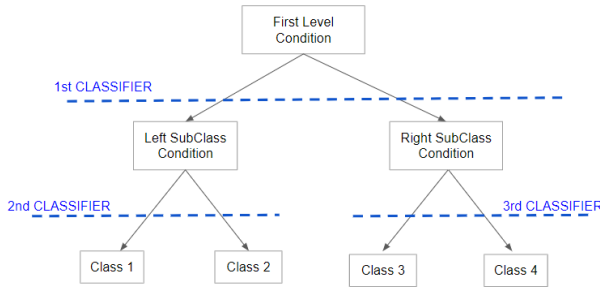 First Level
Condition
1st CLASSIFIER
Left SubClass
Condition
Right SubClass
Condition
2nd CLASSIFIER
3rd CLASSIFIER
Class 1
Class 2
Class 3
Class 4